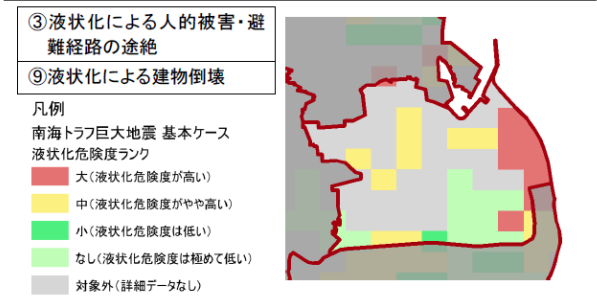 ③液状化による人的被害・避
難経路の途絶
⑨液状化による建物倒壊
凡例
南海トラフ巨大地震 基本ケース
液状化危険度ランク
大(液状化危険度が高い)
中(液状化危険度がやや高い)
小(液状化危険度は低い)
なし(液状化危険度は極めて低い)
対象外(詳細データなし)